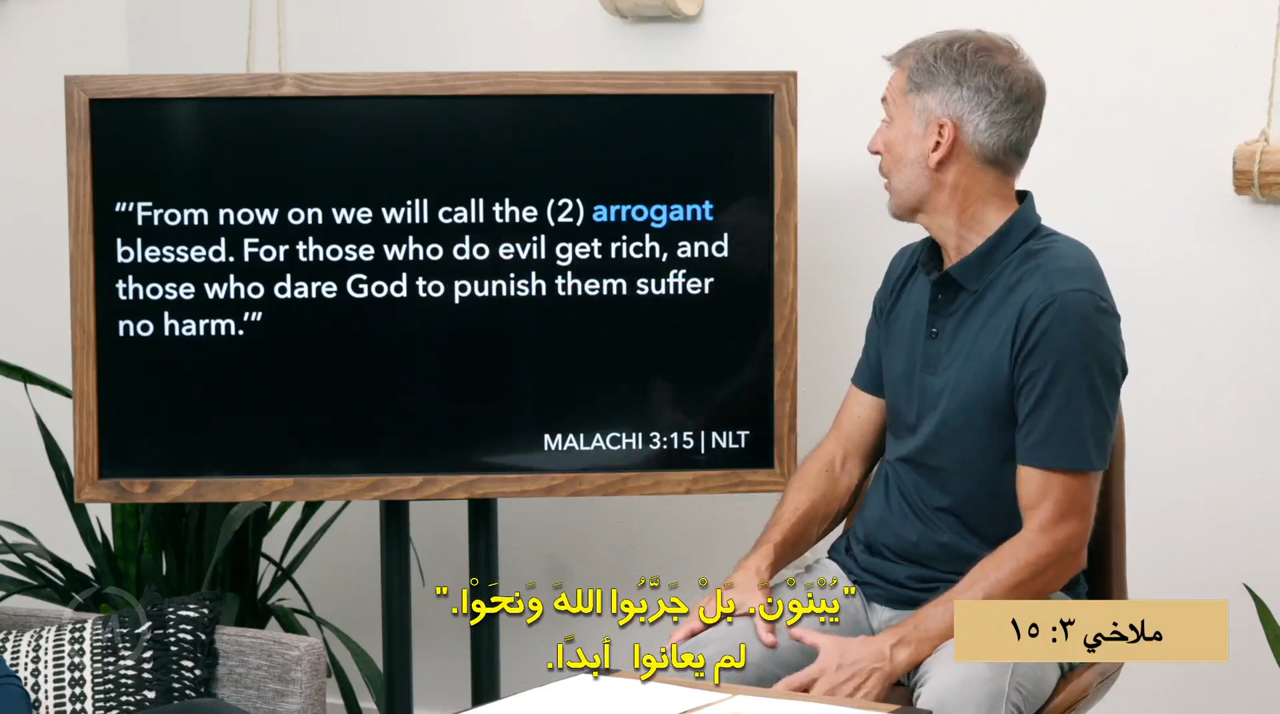 “‘From now on we will call the (2) arrogant
blessed. For those who do evil get rich, and
those who dare God to punish them suffer
no harm.’”
MALACHI 3:15 | NLT
"يُبْنَوْنَ. بَلْ جَرَّبُوا اللهَ وَنحَوْا."
لم يعانوا أبدًا.
ملاخي ٣: ١٥